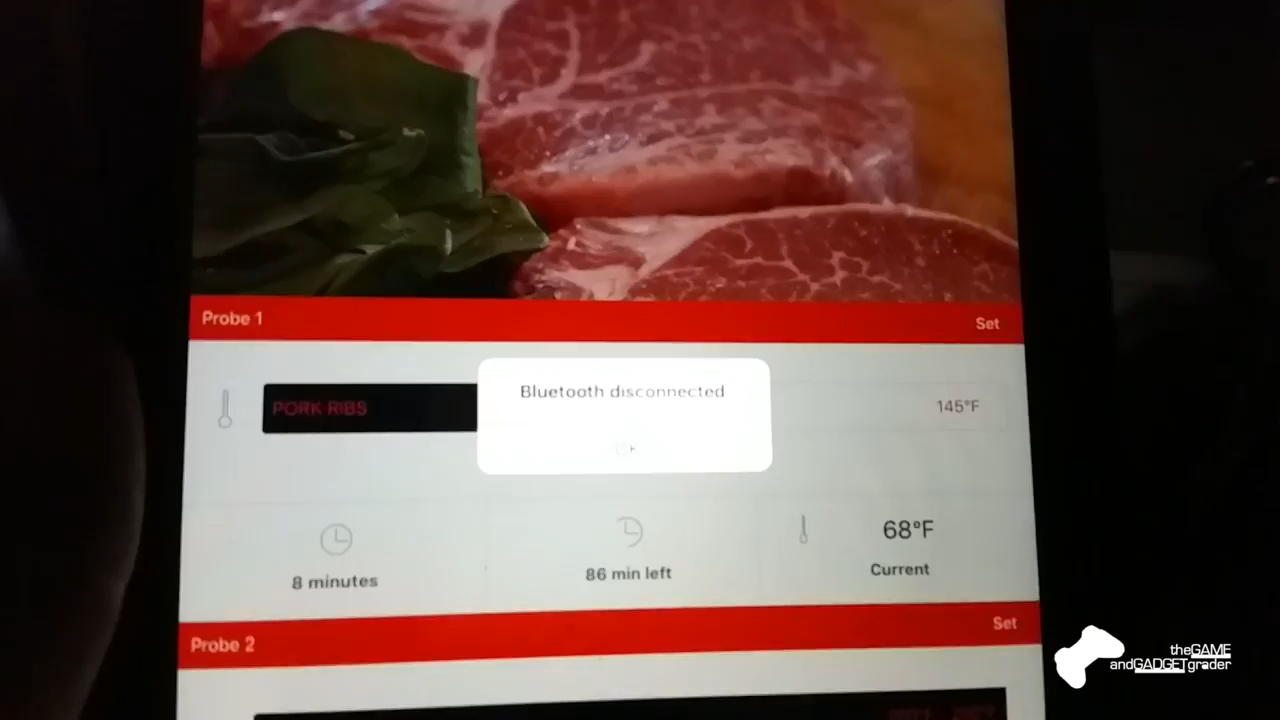 Probe 1
Set
PORK RIBS
Bluetooth disconnected
145°F
8 minutes
86 min left
68°F
Current
Probe 2
Set
theGAME
andGADGETgrader